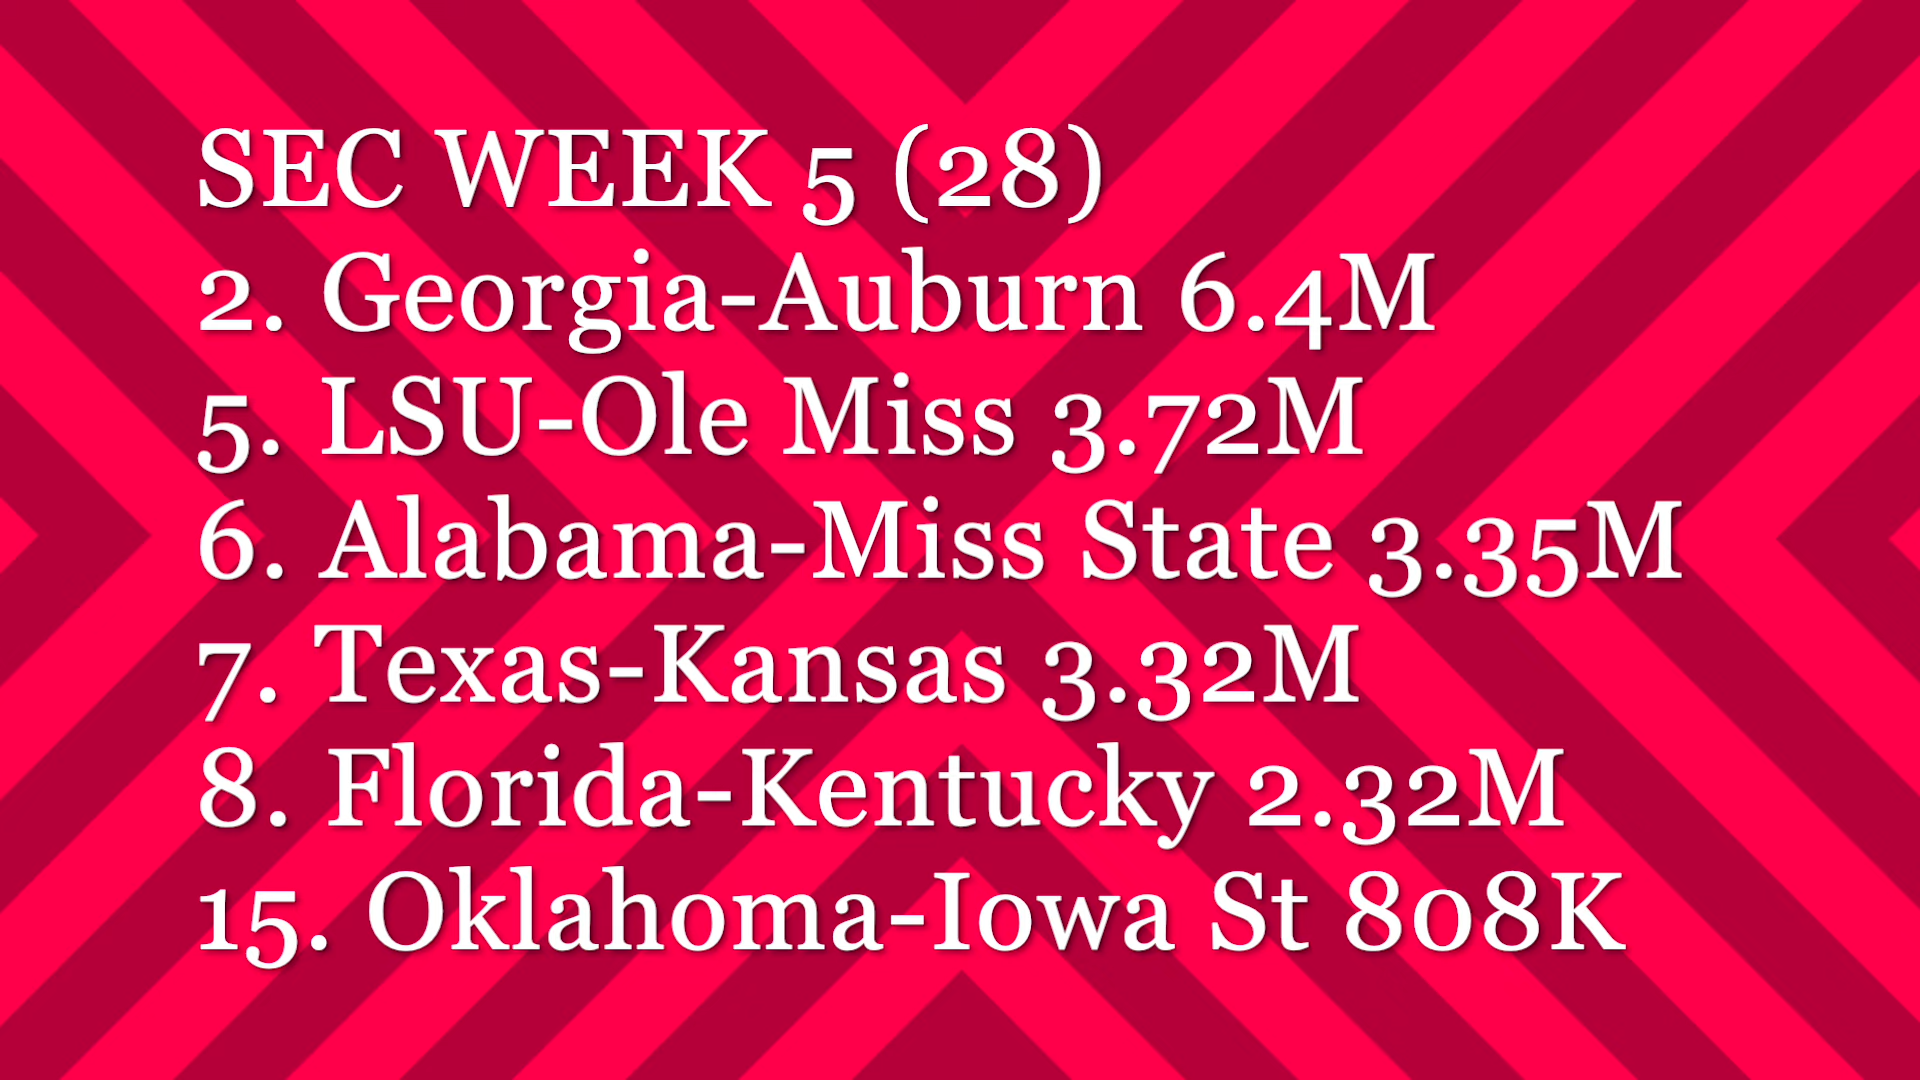 SEC WEEK 5 (28)
2. Georgia-Auburn 6.4M
5. LSU-Ole Miss 3.72M
6. Alabama-Miss State 3.35M
7. Texas-Kansas 3.32M
8. Florida-Kentucky 2.32M
15. Oklahoma-Iowa St 808K